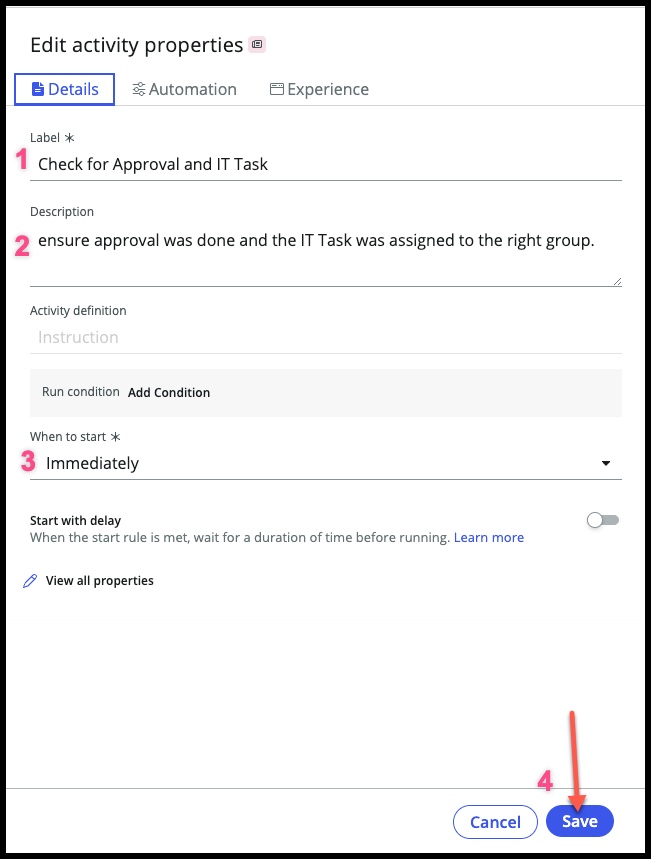 Edit activity properties
Details Automation Experience
Label *
1 Check for Approval and IT Task
Description
2 ensure approval was done and the IT Task was assigned to the right group.
Activity definition
Instruction
Run condition Add Condition
When to start *
3 Immediately
Start with delay
When the start rule is met, wait for a duration of time before running. Learn more
View all properties
4
Cancel Save